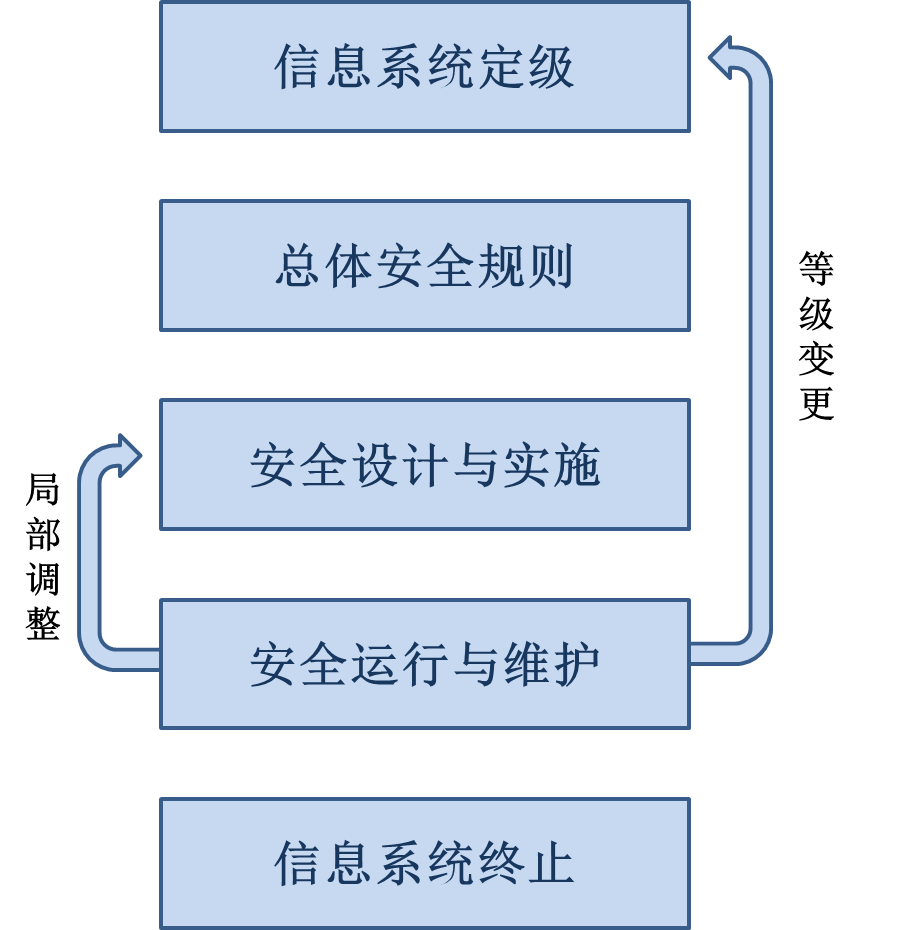 信息系统定级
总体安全规则
等级变更
安全设计与实施
局部调整
安全运行与维护
信息系统终止